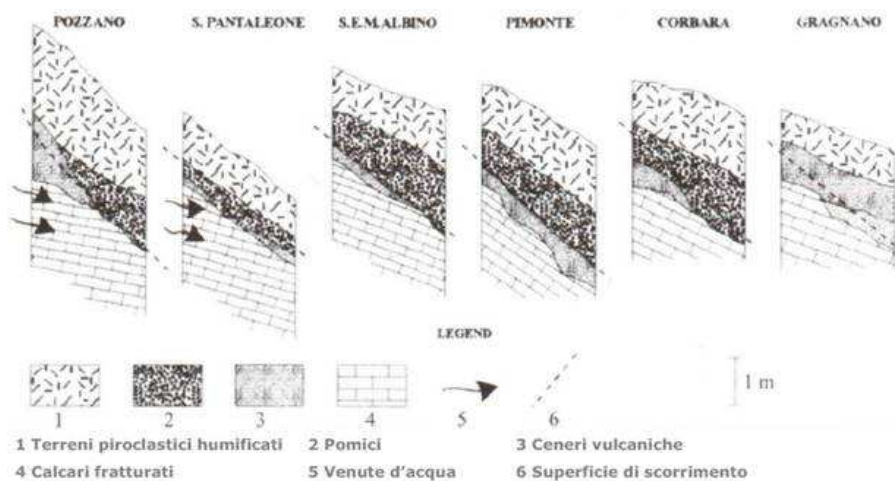 POZZANO S. PANTALEONE S.E.M.ALBINO PIMONTE CORBARA GRAGNANO
LEGEND
1 m
1 2 3 4 5 6
1 Terreni piroclastici humificati 2 Pomici 3 Ceneri vulcaniche
4 Calcari fratturati 5 Venute d'acqua 6 Superficie di scorrimento